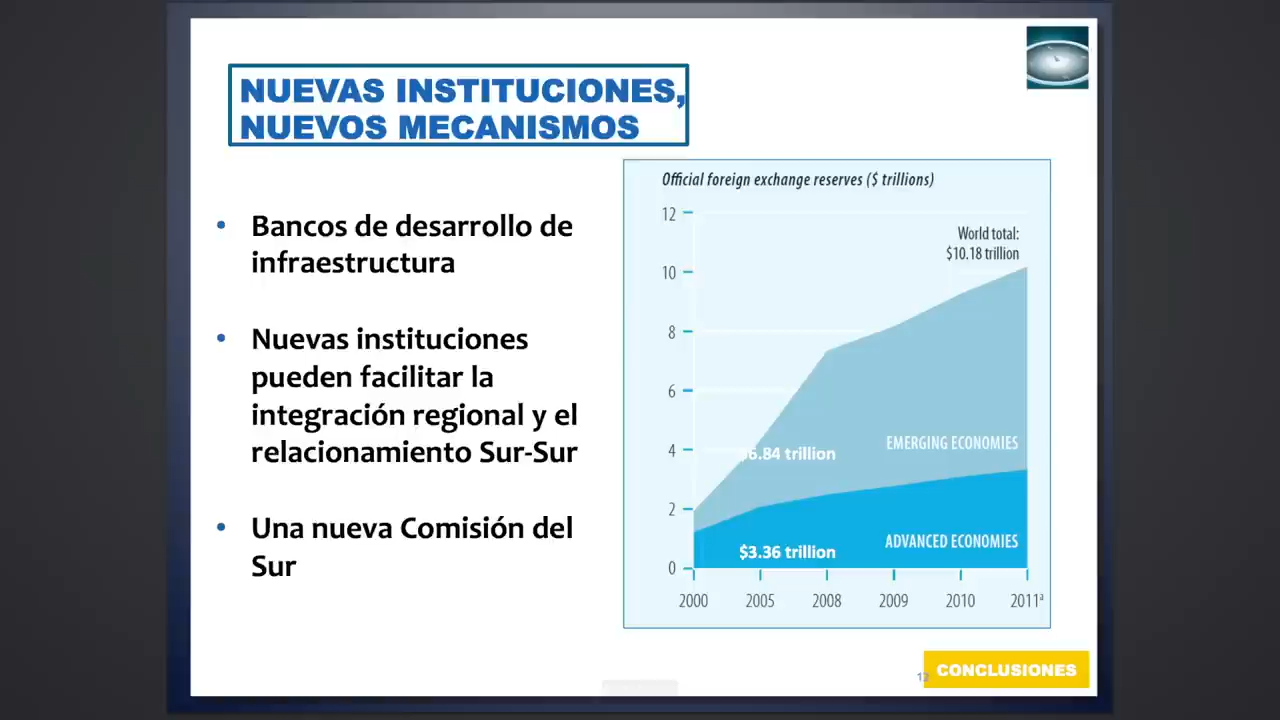 NUEVAS INSTITUCIONES,
NUEVOS MECANISMOS
• Bancos de desarrollo de
infraestructura
• Nuevas instituciones
pueden facilitar la
integración regional y el
relacionamiento Sur-Sur
• Una nueva Comisión del
Sur
Official foreign exchange reserves ($ trillions)
12
World total:
$10.18 trillion
10
8
6
4
EMERGING ECONOMIES
$6.84 trillion
2
ADVANCED ECONOMIES
$3.36 trillion
0
2000 2005 2008 2009 2010 2011ª
12
CONCLUSIONES